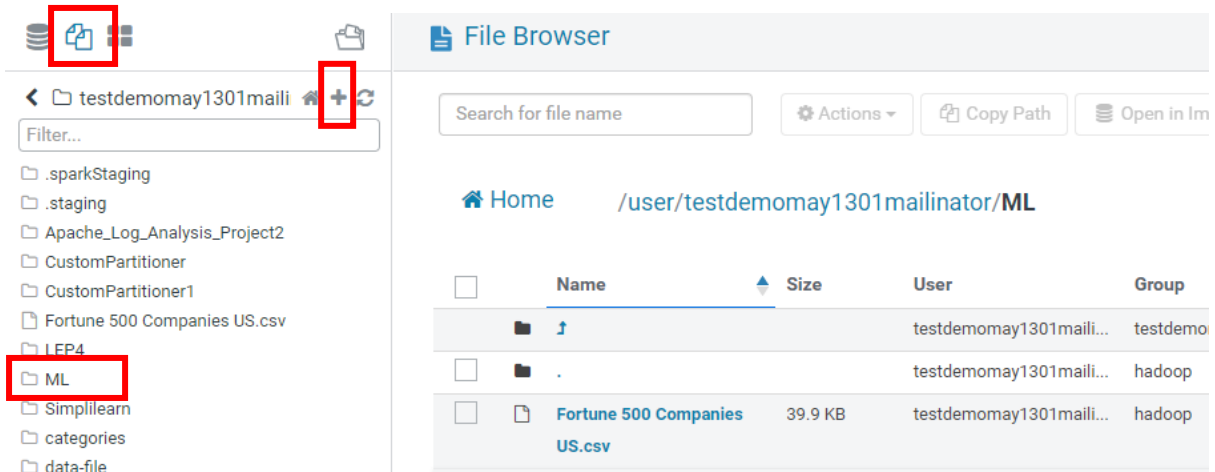 File Browser
testdemomay1301maili
Filter...
.sparkStaging
.staging
Apache_Log_Analysis_Project2
CustomPartitioner
CustomPartitioner1
Fortune 500 Companies US.csv
LEP4
ML
Simplilearn
categories
data-file
Search for file name
Actions
Copy Path
Open in Im
Home
/user/testdemomay1301mailinator/ML
Name Size User Group
testdemomay1301maili... testdemo
. testdemomay1301maili... hadoop
Fortune 500 Companies 39.9 KB testdemomay1301maili... hadoop
US.csv